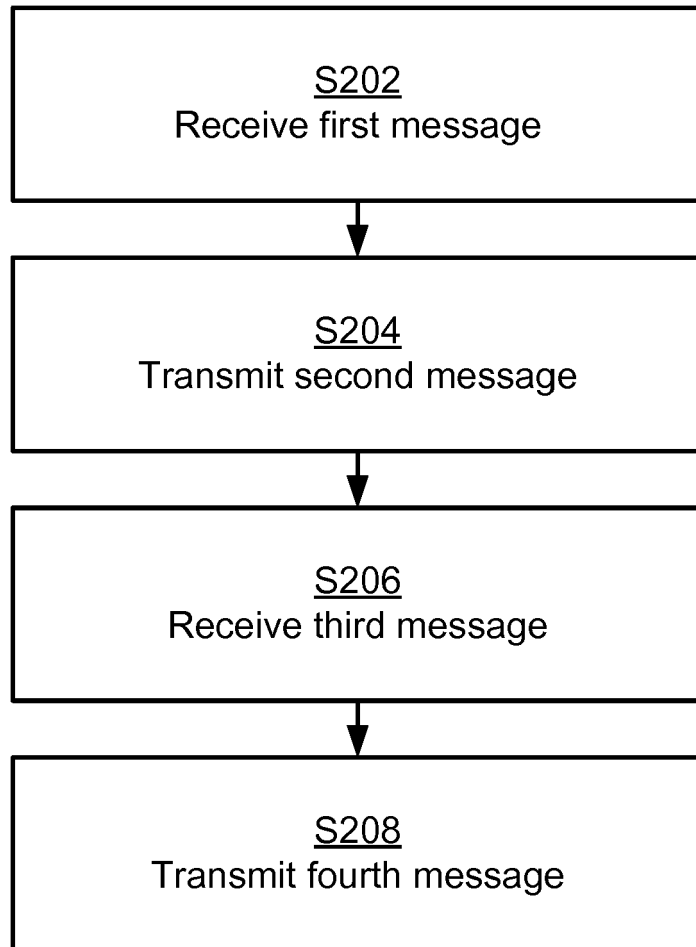 S202
Receive first message
S204
Transmit second message
S206
Receive third message
S208
Transmit fourth message